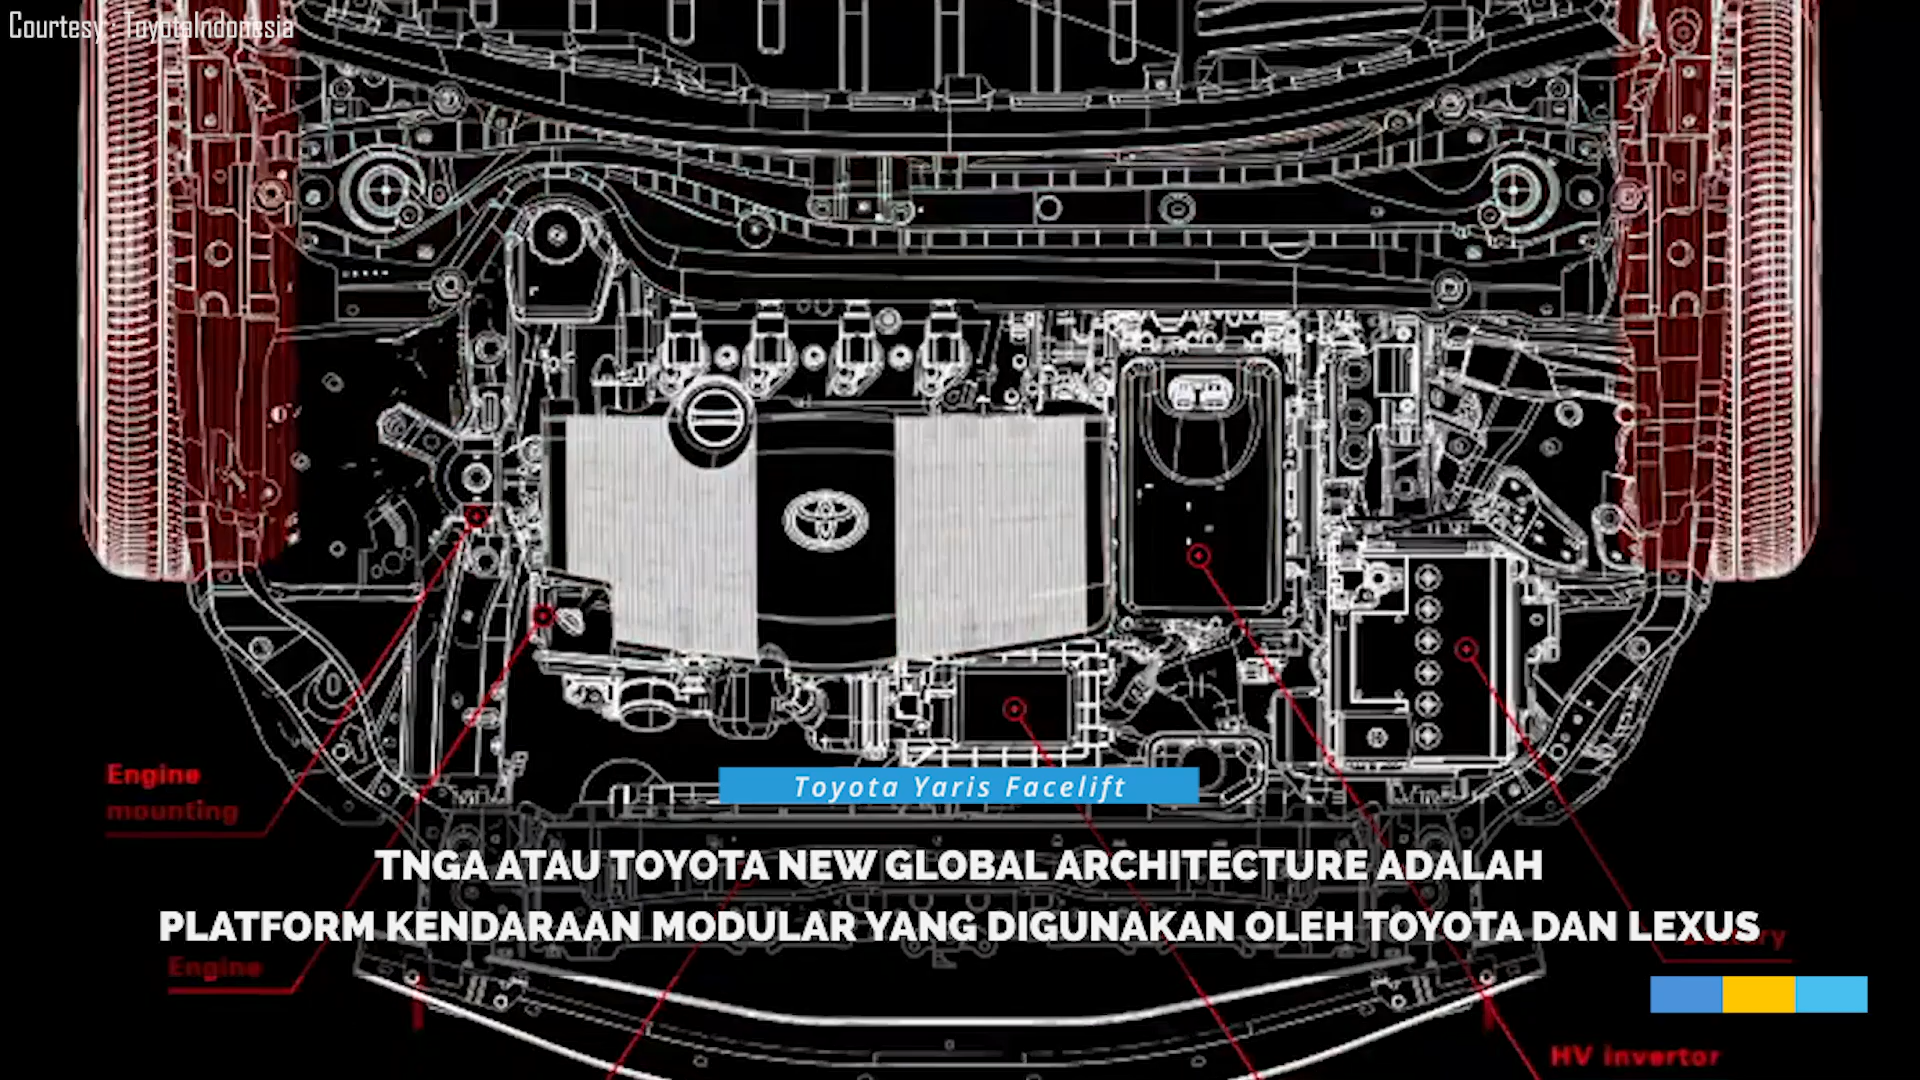 Courtesy : ToyotaIndonesia
Engine
mounting
Toyota Yaris Facelift
TNGA ATAU TOYOTA NEW GLOBAL ARCHITECTURE ADALAH
PLATFORM KENDARAAN MODULAR YANG DIGUNAKAN OLEH TOYOTA DAN LEXUS
Engine
HV invertor